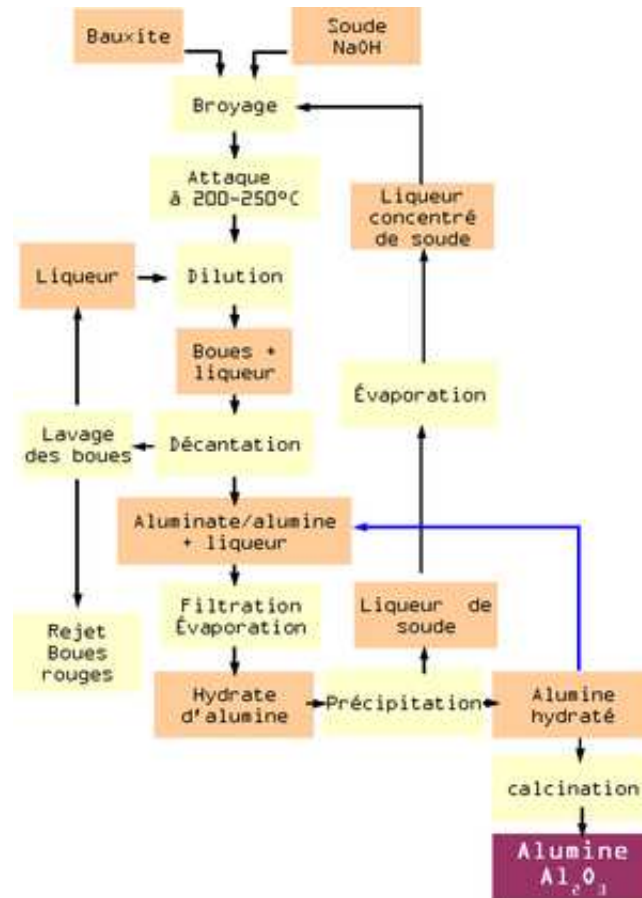 Bauxite
Soude
NaOH
Broyage
Attaque
à 200-250°C
Liqueur
concentré
de soude
Liqueur
Dilution
Boues +
liqueur
Évaporation
Lavage
des boues
Décantation
Aluminate/alumine
+ liqueur
Filtration
Évaporation
Liqueur de
soude
Rejet
Boues
rouges
Hydrate
d'alumine
Précipitation
Alumine
hydraté
calcination
Alumine
Al₂O₃